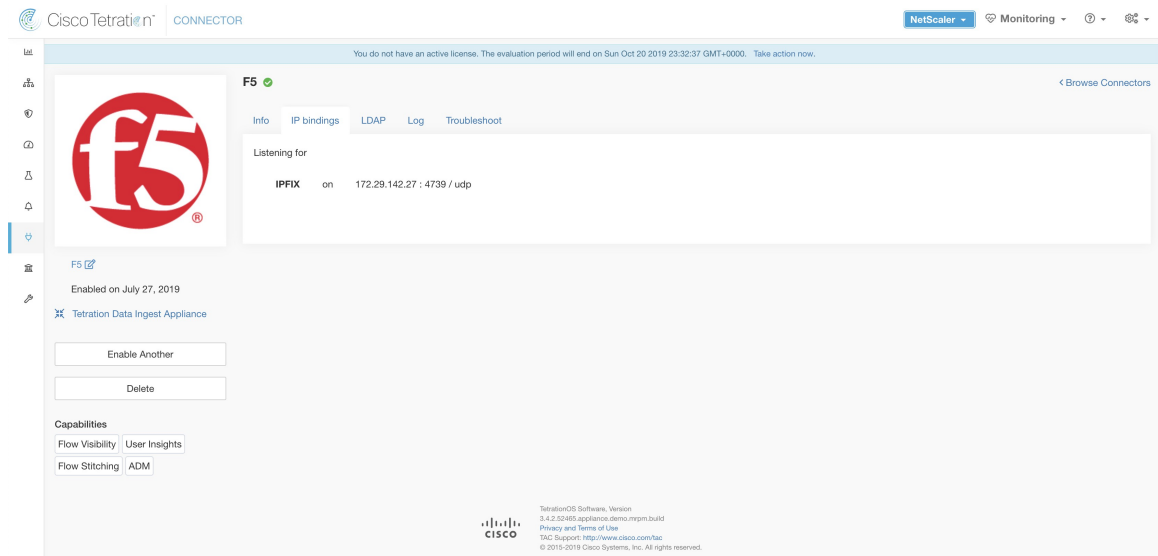 Cisco Tetration™ CONNECTOR NetScaler Monitoring
You do not have an active license. The evaluation period will end on Sun Oct 20 2019 23:32:37 GMT+0000. Take action now.
F5 < Browse Connectors
Info IP bindings LDAP Log Troubleshoot
Listening for
IPFIX on 172.29.142.27 : 4739 / udp
f5®
F5
Enabled on July 27, 2019
Tetration Data Ingest Appliance
Enable Another
Delete
Capabilities
Flow Visibility User Insights
Flow Stitching ADM
CISCO
TetrationOS Software, Version
3.4.2.52465.appliance.demo.mrpm.build
Privacy and Terms of Use
TAC Support: http://www.cisco.com/tac
© 2015-2019 Cisco Systems, Inc. All rights reserved.